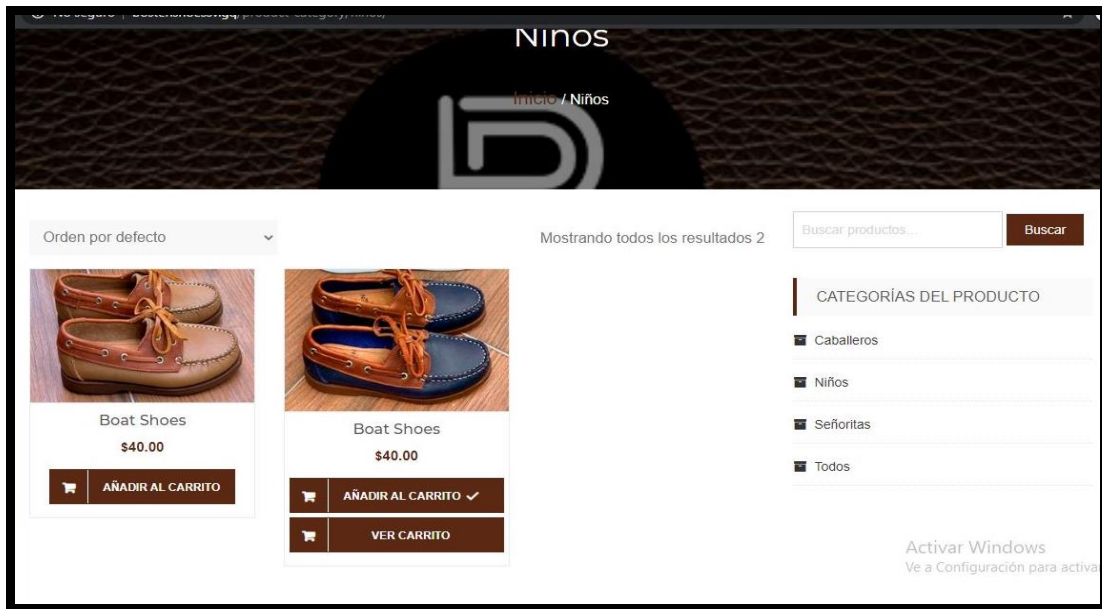 Niños
Inicio / Niños
Orden por defecto
Mostrando todos los resultados 2
Buscar productos...
Buscar
Boat Shoes
$40.00
AÑADIR AL CARRITO
Boat Shoes
$40.00
AÑADIR AL CARRITO
VER CARRITO
CATEGORÍAS DEL PRODUCTO
Caballeros
Niños
Señoritas
Todos
Activar Windows
Ve a Configuración para